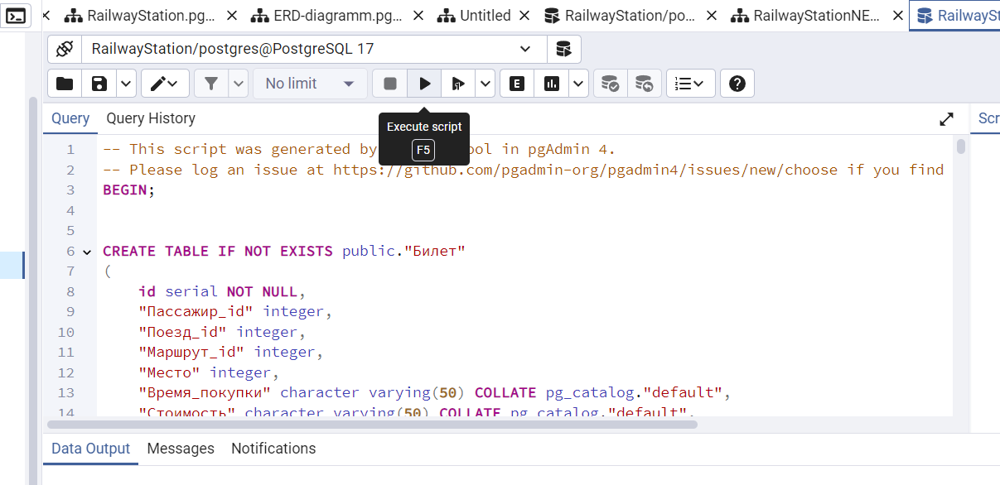 RailwayStation.pg...
ERD-diagramm.pg...
Untitled
RailwayStation/po...
RailwayStationNE...
RailwaySt
RailwayStation/postgres@PostgreSQL 17
No limit
E
Query
Query History
Scr
Execute script
F5
1 -- This script was generated by ool in pgAdmin 4.
2 -- Please log an issue at https://github.com/pgadmin-org/pgadmin4/issues/new/choose if you find
3 BEGIN;
4
5
6 CREATE TABLE IF NOT EXISTS public."Билет"
7 (
8 id serial NOT NULL,
9 "Пассажир_id" integer,
10 "Поезд_id" integer,
11 "Маршрут_id" integer,
12 "Место" integer,
13 "Время_покупки" character varying(50) COLLATE pg_catalog."default",
14 "Стоимость" character varying(50) COLLATE pg_catalog."default",
Data Output
Messages
Notifications